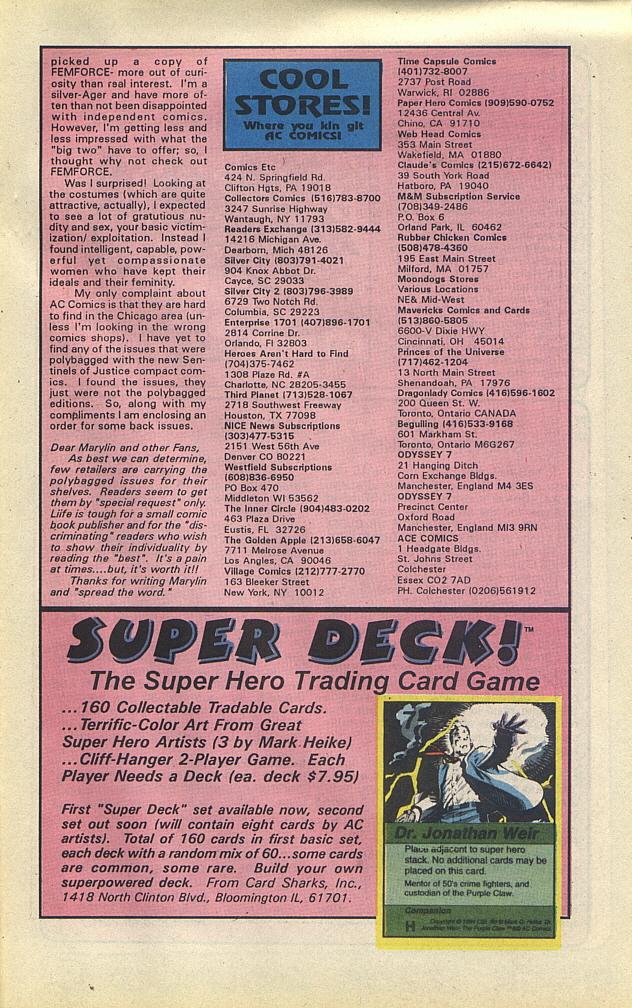 picked up a copy of
FEMFORCE- more out of curi-
osity than real interest. I'm a
silver-Ager and have more of-
ten than not been disappointed
with independent comics.
However, I'm getting less and
less impressed with what the
"big two" have to offer; so, I
thought why not check out
FEMFORCE.
Was I surprised! Looking at
the costumes (which are quite
attractive, actually), I expected
to see a lot of gratutious nu-
dity and sex, your basic victim-
ization/ exploitation. Instead I
found intelligent, capable, pow-
erful yet compassionate
women who have kept their
ideals and their feminity.
My only complaint about
AC Comics is that they are hard
to find in the Chicago area (un-
less I'm looking in the wrong
comics shops). I have yet to
find any of the issues that were
polybagged with the new Sen-
tinels of Justice compact com-
ics. I found the issues, they
just were not the polybagged
editions. So, along with my
compliments I am enclosing an
order for some back issues.
Dear Marylin and other Fans,
As best we can determine,
few retailers are carrying the
polybagged issues for their
shelves. Readers seem to get
them by "special request" only.
Liife is tough for a small comic
book publisher and for the "dis-
criminating" readers who wish
to show their individuality by
reading the "best". It's a pain
at times....but, it's worth it!!
Thanks for writing Marylin
and "spread the word."
COOL
STORES!
Where you kin git
AC COMICS!
Comics Etc
424 N. Springfield Rd.
Clifton Hgts, PA 19018
Collectors Comics (516)783-8700
3247 Sunrise Highway
Wantaugh, NY 11793
Readers Exchange (313)582-9444
14216 Michigan Ave.
Dearborn, Mich 48126
Silver City (803)791-4021
904 Knox Abbot Dr.
Cayce, SC 29033
Silver City 2 (803)796-3989
6729 Two Notch Rd.
Columbia, SC 29223
Enterprise 1701 (407)896-1701
2814 Corrine Dr.
Orlando, Fl 32803
Heroes Aren't Hard to Find
(704)375-7462
1308 Plaze Rd. #A
Charlotte, NC 28205-3455
Third Planet (713)528-1067
2718 Southwest Freeway
Houston, TX 77098
NICE News Subscriptions
(303)477-5315
2151 West 56th Ave
Denver CO 80221
Westfield Subscriptions
(608)836-6950
PO Box 470
Middleton WI 53562
The Inner Circle (904)483-0202
463 Plaza Drive
Eustis, FL 32726
The Golden Apple (213)658-6047
7711 Melrose Avenue
Los Angles, CA 90046
Village Comics (212)777-2770
163 Bleeker Street
New York, NY 10012
Time Capsule Comics
(401)732-8007
2737 Post Road
Warwick, RI 02886
Paper Hero Comics (909)590-0752
12436 Central Av.
Chino, CA 91710
Web Head Comics
353 Main Street
Wakefield, MA 01880
Claude's Comics (215)672-6642)
39 South York Road
Hatboro, PA 19040
M&M Subscription Service
(708)349-2486
P.O. Box 6
Orland Park, IL 60462
Rubber Chicken Comics
(508)478-4360
195 East Main Street
Milford, MA 01757
Moondogs Stores
Various Locations
NE& Mid-West
Mavericks Comics and Cards
(513)860-5805
6600-V Dixie HWY
Cincinnati, OH 45014
Princes of the Universe
(717)462-1204
13 North Main Street
Shenandoah, PA 17976
Dragonlady Comics (416)596-1602
200 Queen St. W.
Toronto, Ontario CANADA
Beguiling (416)533-9168
601 Markham St.
Toronto, Ontario M6G267
ODYSSEY 7
21 Hanging Ditch
Corn Exchange Bldgs.
Manchester, England M4 3ES
ODYSSEY 7
Precinct Center
Oxford Road
Manchester, England MI3 9RN
ACE COMICS
1 Headgate Bldgs.
St. Johns Street
Colchester
Essex CO2 7AD
PH. Colchester (0206)561912
SUPER DECK!™
The Super Hero Trading Card Game
...160 Collectable Tradable Cards.
...Terrific-Color Art From Great
Super Hero Artists (3 by Mark Heike)
...Cliff-Hanger 2-Player Game. Each
Player Needs a Deck (ea. deck $7.95)
First "Super Deck" set available now, second
set out soon (will contain eight cards by AC
artists). Total of 160 cards in first basic set,
each deck with a random mix of 60...some cards
are common, some rare. Build your own
superpowered deck. From Card Sharks, Inc.,
1418 North Clinton Blvd., Bloomington IL, 61701.
Dr. Jonathan Weir
Place adjacent to super hero
stack. No additional cards may be
placed on this card.
Mentor of 50's crime fighters, and
custodian of the Purple Claw.
Companion
H
Jonathan Weir, The Purple Claw